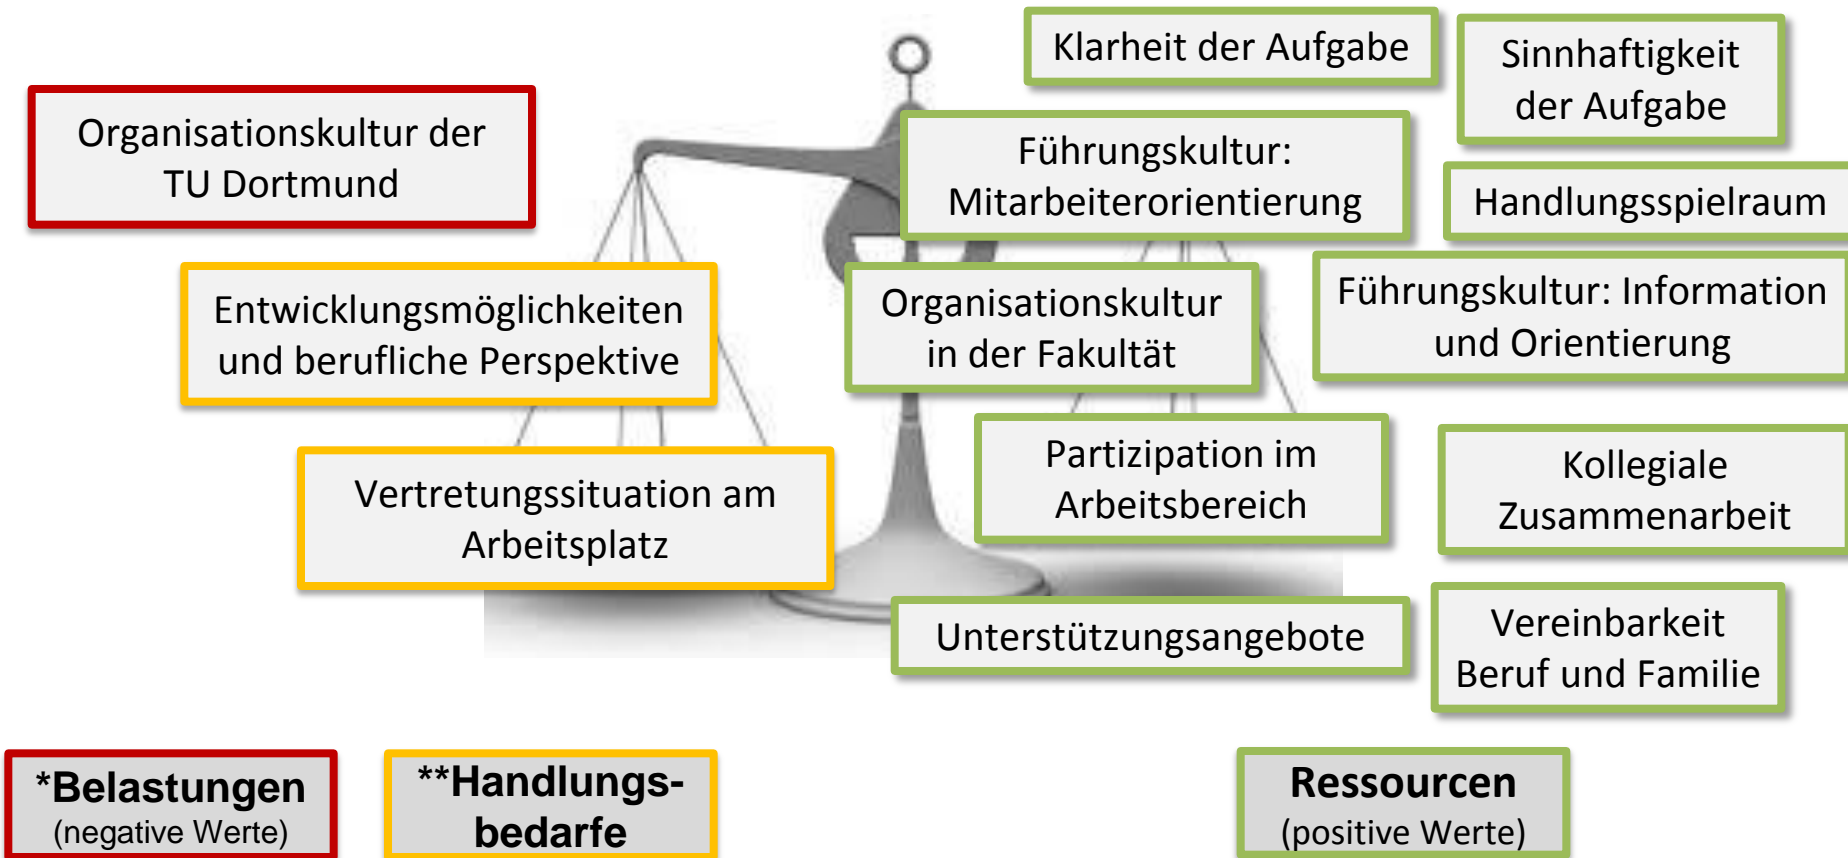 Organisationskultur der
TU Dortmund
Entwicklungsmöglichkeiten
und berufliche Perspektive
Vertretungssituation am
Arbeitsplatz
Klarheit der Aufgabe
Sinnhaftigkeit
der Aufgabe
Führungskultur:
Mitarbeiterorientierung
Handlungsspielraum
Organisationskultur
in der Fakultät
Führungskultur: Information
und Orientierung
Partizipation im
Arbeitsbereich
Kollegiale
Zusammenarbeit
Unterstützungsangebote
Vereinbarkeit
Beruf und Familie
*Belastungen
(negative Werte)
**Handlungs-
bedarfe
Ressourcen
(positive Werte)